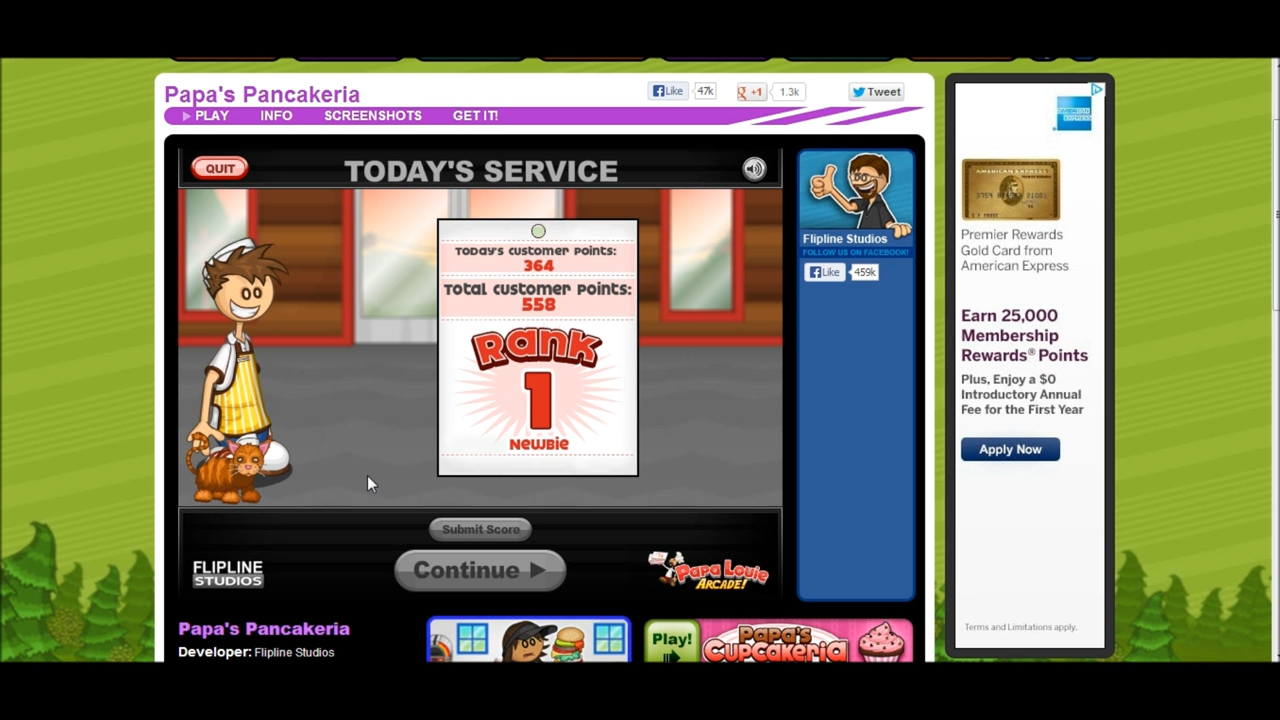 Papa's Pancakeria
Like 47k
+1 1.3k
Tweet
PLAY INFO SCREENSHOTS GET IT!
QUIT
TODAY'S SERVICE
Today's customer points:
364
Total customer points:
558
Rank
1
Newbie
Submit Score
Continue
FLIPLINE
STUDIOS
Papa Louie
ARCADE!
Flipline Studios
FOLLOW US ON FACEBOOK!
Like 459k
Papa's Pancakeria
Developer: Flipline Studios
Play!
Papa's
Cupcakeria
AMERICAN EXPRESS
Premier Rewards
Gold Card from
American Express
Earn 25,000
Membership
Rewards® Points
Plus, Enjoy a $0
Introductory Annual
Fee for the First Year
Apply Now
Terms and Limitations apply.